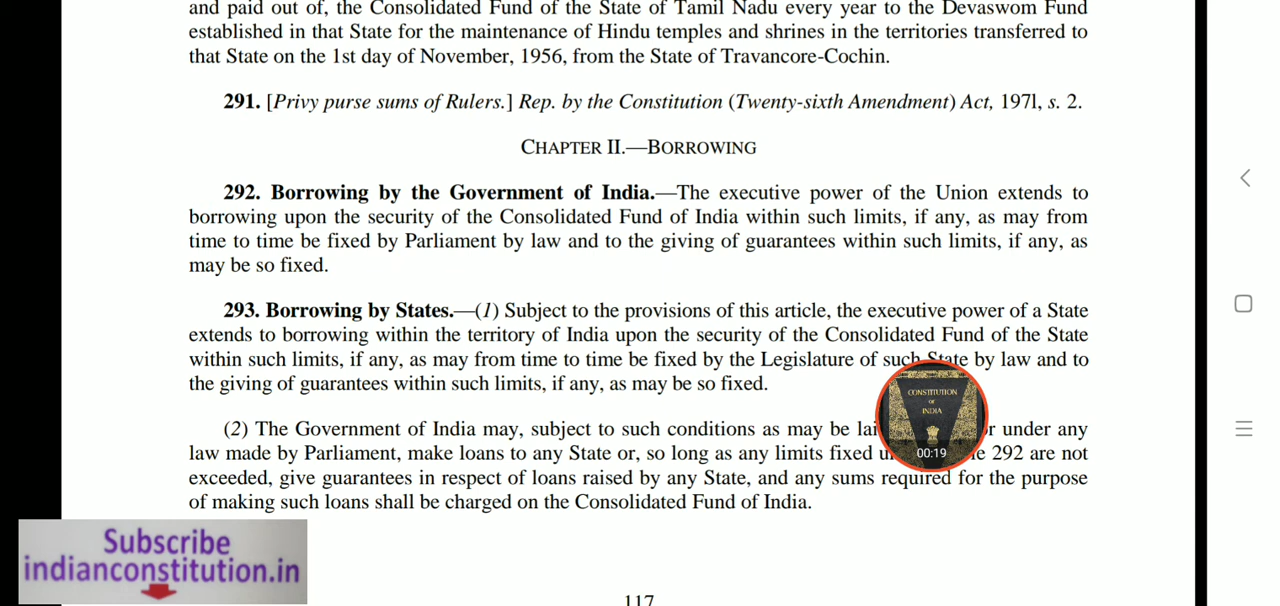 and paid out of, the Consolidated Fund of the State of Tamil Nadu every year to the Devaswom Fund
established in that State for the maintenance of Hindu temples and shrines in the territories transferred to
that State on the 1st day of November, 1956, from the State of Travancore-Cochin.
291. [Privy purse sums of Rulers.] Rep. by the Constitution (Twenty-sixth Amendment) Act, 1971, s. 2.
CHAPTER II.—BORROWING
292. Borrowing by the Government of India.—The executive power of the Union extends to
borrowing upon the security of the Consolidated Fund of India within such limits, if any, as may from
time to time be fixed by Parliament by law and to the giving of guarantees within such limits, if any, as
may be so fixed.
293. Borrowing by States.—(1) Subject to the provisions of this article, the executive power of a State
extends to borrowing within the territory of India upon the security of the Consolidated Fund of the State
within such limits, if any, as may from time to time be fixed by the Legislature of such State by law and to
the giving of guarantees within such limits, if any, as may be so fixed.
(2) The Government of India may, subject to such conditions as may be under any
law made by Parliament, make loans to any State or, so long as any limits fixed 292 are not
exceeded, give guarantees in respect of loans raised by any State, and any sums required for the purpose
of making such loans shall be charged on the Consolidated Fund of India.
CONSTITUTION
OF
INDIA
00:19
Subscribe
indianconstitution.in
117